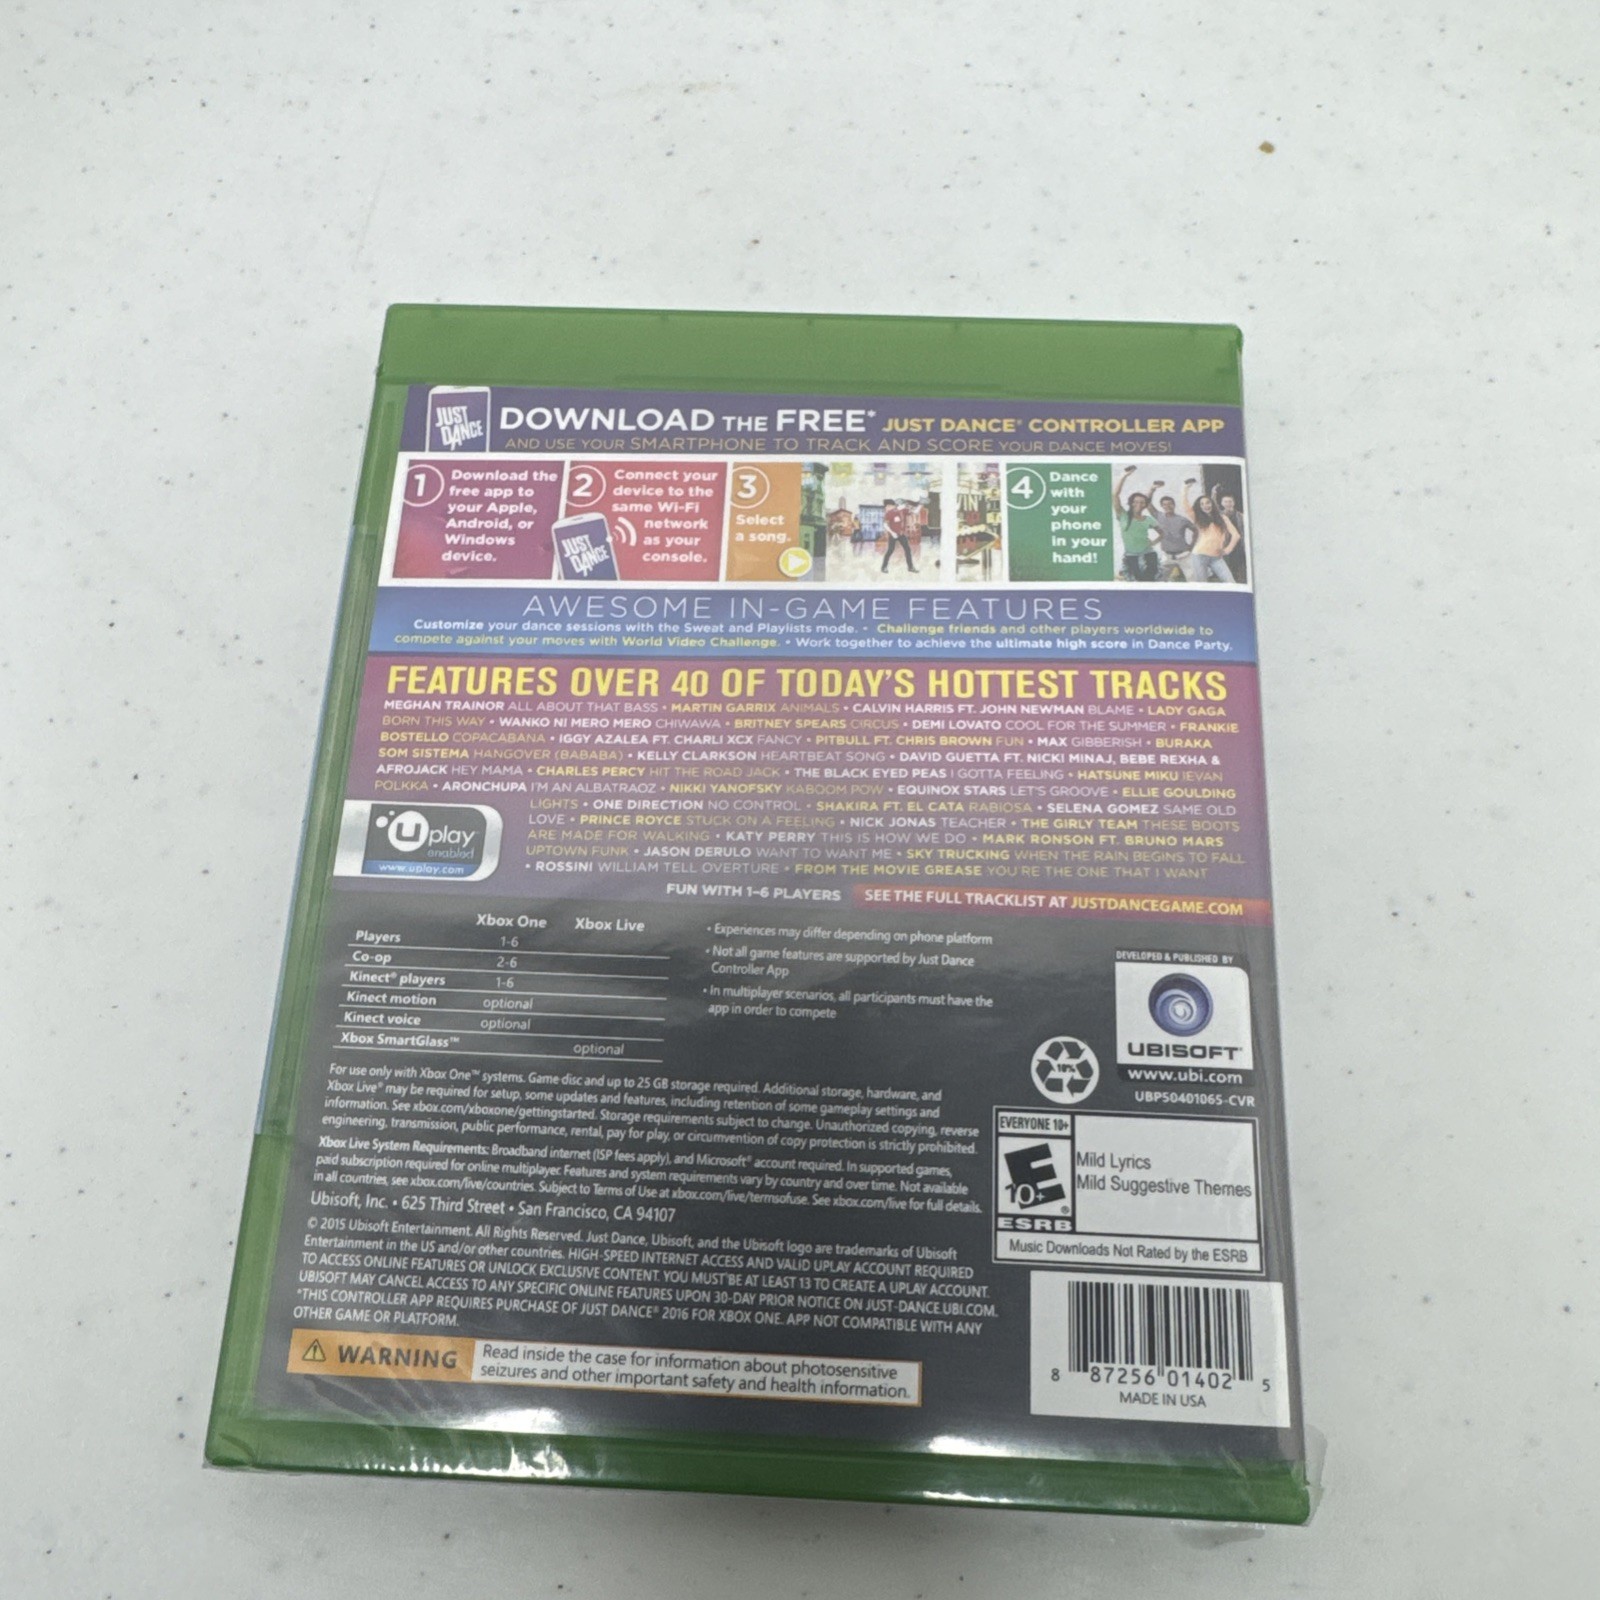 JUST DANCE
DOWNLOAD THE FREE* JUST DANCE® CONTROLLER APP
AND USE YOUR SMARTPHONE TO TRACK AND SCORE YOUR DANCE MOVES!
1 Download the
free app to
your Apple,
Android, or
Windows
device.
2 Connect your
device to the
same Wi-Fi
network
as your
console.
JUST DANCE
3
Select
a song.
4 Dance
with
your
phone
in your
hand!
AWESOME IN-GAME FEATURES
Customize your dance sessions with the Sweat and Playlists mode. • Challenge friends and other players worldwide to
compete against your moves with World Video Challenge. • Work together to achieve the ultimate high score in Dance Party.
FEATURES OVER 40 OF TODAY'S HOTTEST TRACKS
MEGHAN TRAINOR ALL ABOUT THAT BASS • MARTIN GARRIX ANIMALS • CALVIN HARRIS FT. JOHN NEWMAN BLAME • LADY GAGA
BORN THIS WAY • WANKO NI MERO MERO CHIWAWA • BRITNEY SPEARS CIRCUS • DEMI LOVATO COOL FOR THE SUMMER • FRANKIE
BOSTELLO COPACABANA • IGGY AZALEA FT. CHARLI XCX FANCY • PITBULL FT. CHRIS BROWN FUN • MAX GIBBERISH • BURAKA
SOM SISTEMA HANGOVER (BABABA) • KELLY CLARKSON HEARTBEAT SONG • DAVID GUETTA FT. NICKI MINAJ, BEBE REXHA &
AFROJACK HEY MAMA • CHARLES PERCY HIT THE ROAD JACK • THE BLACK EYED PEAS I GOTTA FEELING • HATSUNE MIKU IEVAN
POLKKA • ARONCHUPA I'M AN ALBATRAOZ • NIKKI YANOFSKY KABOOM POW • EQUINOX STARS LET'S GROOVE • ELLIE GOULDING
LIGHTS • ONE DIRECTION NO CONTROL • SHAKIRA FT. EL CATA RABIOSA • SELENA GOMEZ SAME OLD
LOVE • PRINCE ROYCE STUCK ON A FEELING • NICK JONAS TEACHER • THE GIRLY TEAM THESE BOOTS
ARE MADE FOR WALKING • KATY PERRY THIS IS HOW WE DO • MARK RONSON FT. BRUNO MARS
UPTOWN FUNK • JASON DERULO WANT TO WANT ME • SKY TRUCKING WHEN THE RAIN BEGINS TO FALL
• ROSSINI WILLIAM TELL OVERTURE • FROM THE MOVIE GREASE YOU'RE THE ONE THAT I WANT
Uplay
enabled
www.uplay.com
FUN WITH 1-6 PLAYERS SEE THE FULL TRACKLIST AT JUSTDANCEGAME.COM
Xbox One Xbox Live
Players 1-6
Co-op 2-6
Kinect® players 1-6
Kinect motion optional
Kinect voice optional
Xbox SmartGlass™ optional
• Experiences may differ depending on phone platform
• Not all game features are supported by Just Dance
Controller App
• In multiplayer scenarios, all participants must have the
app in order to compete
DEVELOPED & PUBLISHED BY
UBISOFT
www.ubi.com
UBP50401065-CVR
10%
For use only with Xbox One™ systems. Game disc and up to 25 GB storage required. Additional storage, hardware, and
Xbox Live® may be required for setup, some updates and features, including retention of some gameplay settings and
information. See xbox.com/xboxone/gettingstarted. Storage requirements subject to change. Unauthorized copying, reverse
engineering, transmission, public performance, rental, pay for play, or circumvention of copy protection is strictly prohibited.
Xbox Live System Requirements: Broadband internet (ISP fees apply), and Microsoft® account required. In supported games,
paid subscription required for online multiplayer. Features and system requirements vary by country and over time. Not available
in all countries, see xbox.com/live/countries. Subject to Terms of Use at xbox.com/live/termsofuse. See xbox.com/live for full details.
Ubisoft, Inc. • 625 Third Street • San Francisco, CA 94107
© 2015 Ubisoft Entertainment. All Rights Reserved. Just Dance, Ubisoft, and the Ubisoft logo are trademarks of Ubisoft
Entertainment in the US and/or other countries. HIGH-SPEED INTERNET ACCESS AND VALID UPLAY ACCOUNT REQUIRED
TO ACCESS ONLINE FEATURES OR UNLOCK EXCLUSIVE CONTENT. YOU MUST BE AT LEAST 13 TO CREATE A UPLAY ACCOUNT.
UBISOFT MAY CANCEL ACCESS TO ANY SPECIFIC ONLINE FEATURES UPON 30-DAY PRIOR NOTICE ON JUST-DANCE.UBI.COM.
*THIS CONTROLLER APP REQUIRES PURCHASE OF JUST DANCE® 2016 FOR XBOX ONE. APP NOT COMPATIBLE WITH ANY
OTHER GAME OR PLATFORM.
EVERYONE 10+
E 10+ ®
ESRB
Mild Lyrics
Mild Suggestive Themes
Music Downloads Not Rated by the ESRB
WARNING
Read inside the case for information about photosensitive
seizures and other important safety and health information.
8 87256 01402 5
MADE IN USA